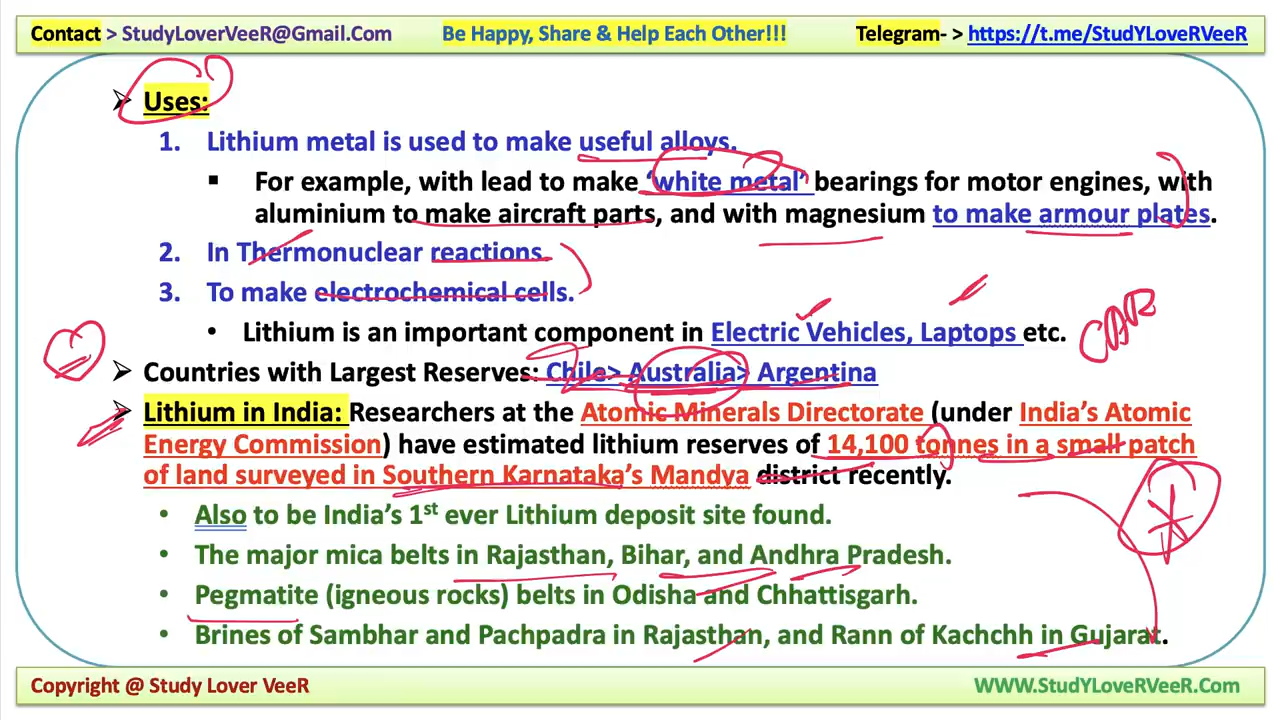 Contact > StudyLoverVeeR@Gmail.Com Be Happy, Share & Help Each Other!!! Telegram- > https://t.me/StudYLoveRVeeR
➤ Uses:
1. Lithium metal is used to make useful alloys.
▪ For example, with lead to make ‘white metal’ bearings for motor engines, with
aluminium to make aircraft parts, and with magnesium to make armour plates.
2. In Thermonuclear reactions.
3. To make electrochemical cells.
• Lithium is an important component in Electric Vehicles, Laptops etc.
CAR
➤ Countries with Largest Reserves: Chile> Australia> Argentina
➤ Lithium in India: Researchers at the Atomic Minerals Directorate (under India’s Atomic
Energy Commission) have estimated lithium reserves of 14,100 tonnes in a small patch
of land surveyed in Southern Karnataka’s Mandya district recently.
• Also to be India’s 1st ever Lithium deposit site found.
• The major mica belts in Rajasthan, Bihar, and Andhra Pradesh.
• Pegmatite (igneous rocks) belts in Odisha and Chhattisgarh.
• Brines of Sambhar and Pachpadra in Rajasthan, and Rann of Kachchh in Gujarat.
Copyright @ Study Lover VeeR WWW.StudYLoveRVeeR.Com